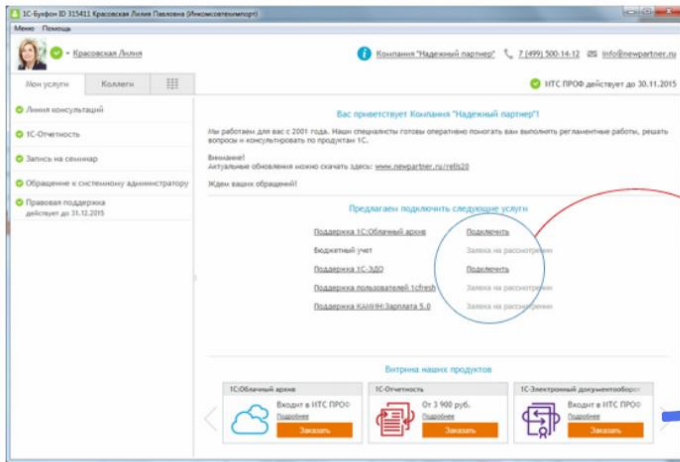 1С-Бухфон ID 315411 Красовская Лилия Павловна (Инкомсовтехимпорт)
Меню Помощь
Красовская Лилия
Компания "Надежный партнер"
7 (499) 500-14-12
info@newpartner.ru
Мои услуги
Коллеги
ИТС ПРОФ действует до 30.11.2015
Линия консультаций
1С-Отчетность
Запись на семинар
Обращение к системному администратору
Правовая поддержка
действует до 31.12.2015
Вас приветствует Компания "Надежный партнер"!
Мы работаем для вас с 2001 года. Наши специалисты готовы оперативно помогать вам выполнять регламентные работы, решать
вопросы и консультировать по продуктам 1С.
Внимание!
Актуальные обновления можно скачать здесь: www.newpartner.ru/relis20
Ждем ваших обращений!
Предлагаем подключить следующие услуги
Поддержка 1С:Облачный архив Подключить
Бюджетный учет Заявка на рассмотрении
Поддержка 1С-ЭДО Подключить
Поддержка пользователей 1cfresh Заявка на рассмотрении
Поддержка КАМИН:Зарплата 5.0 Заявка на рассмотрении
Витрина наших продуктов
1С:Облачный архив
Входит в ИТС ПРОФ
Подробнее
Заказать
1С-Отчетность
От 3 900 руб.
Подробнее
Заказать
1С-Электронный документооборот
Входит в ИТС ПРОФ
Подробнее
Заказать